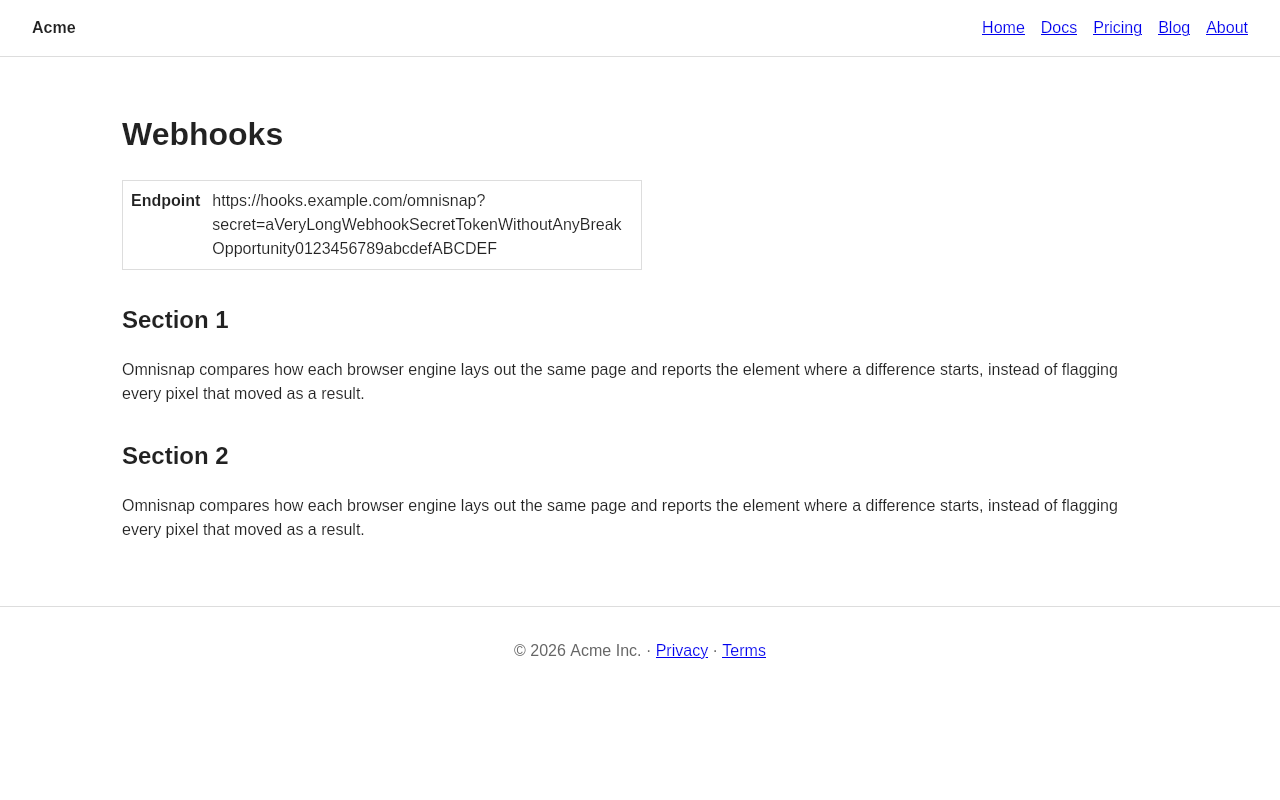 Acme
Home Docs Pricing Blog About
Webhooks
Endpoint https://hooks.example.com/omnisnap?
secret=aVeryLongWebhookSecretTokenWithoutAnyBreak
Opportunity0123456789abcdefABCDEF
Section 1
Omnisnap compares how each browser engine lays out the same page and reports the element where a difference starts, instead of flagging
every pixel that moved as a result.
Section 2
Omnisnap compares how each browser engine lays out the same page and reports the element where a difference starts, instead of flagging
every pixel that moved as a result.
© 2026 Acme Inc. · Privacy · Terms